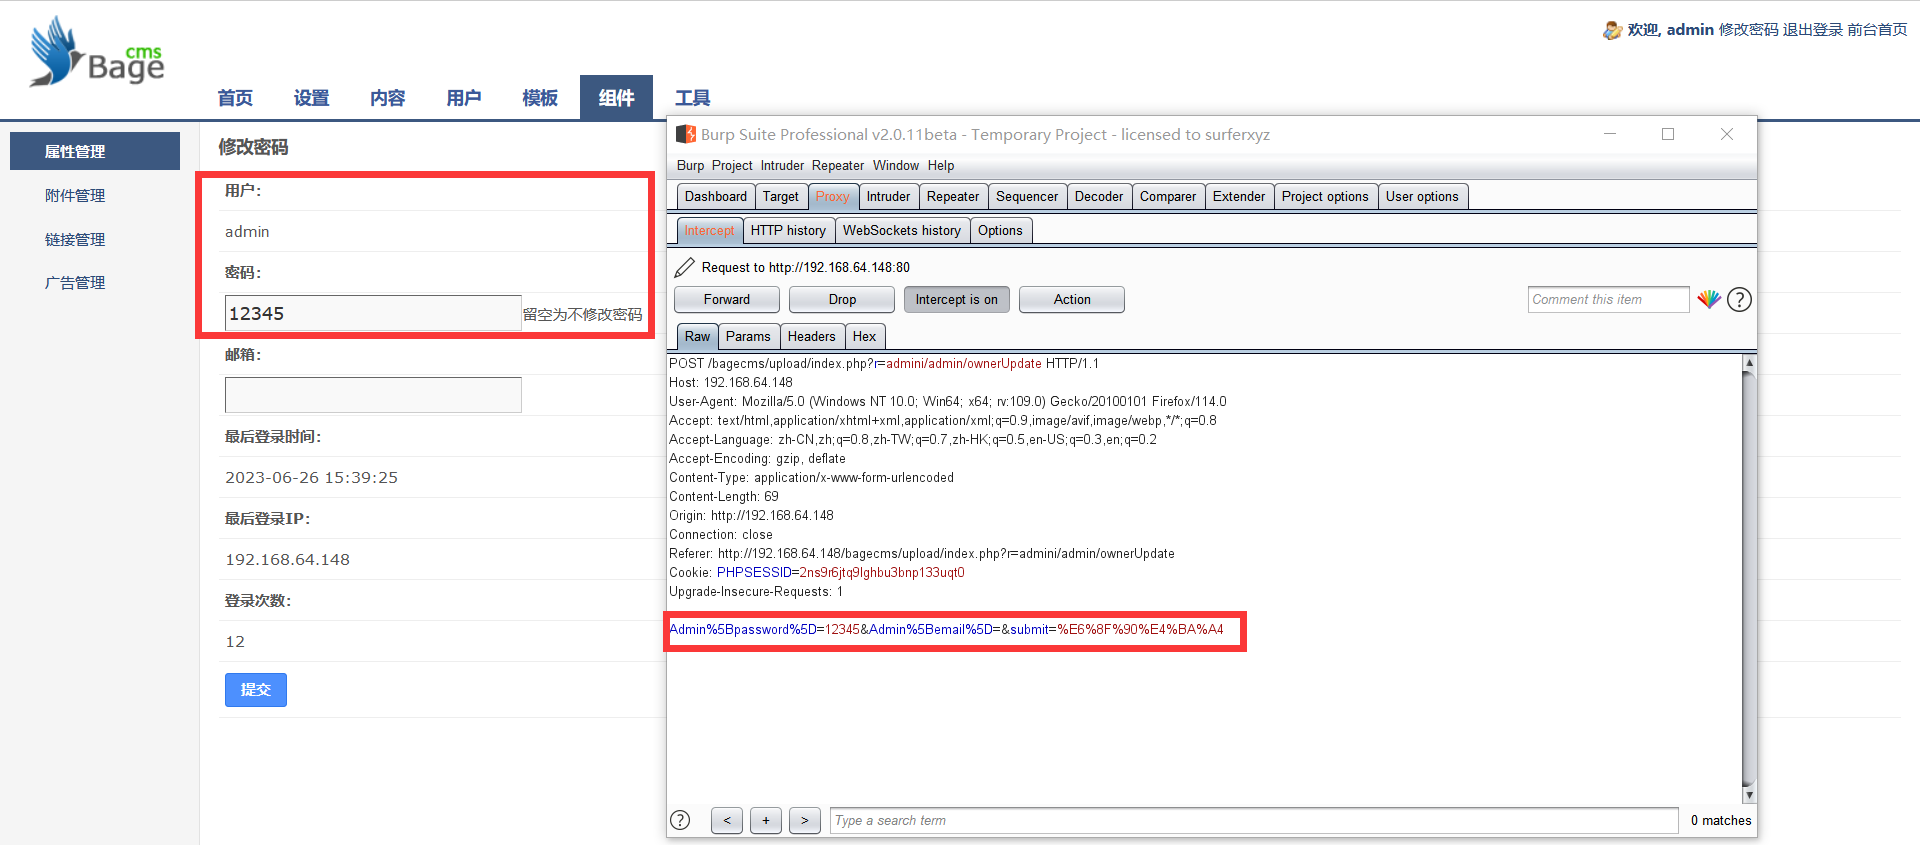 cms
Bage
欢迎, admin 修改密码 退出登录 前台首页
首页 设置 内容 用户 模板 组件 工具
属性管理
附件管理
链接管理
广告管理
修改密码
用户:
admin
密码:
12345 留空为不修改密码
邮箱:
最后登录时间:
2023-06-26 15:39:25
最后登录IP:
192.168.64.148
登录次数:
12
提交
Burp Suite Professional v2.0.11beta - Temporary Project - licensed to surferxyz
Burp Project Intruder Repeater Window Help
Dashboard Target Proxy Intruder Repeater Sequencer Decoder Comparer Extender Project options User options
Intercept HTTP history WebSockets history Options
Request to http://192.168.64.148:80
Forward Drop Intercept is on Action Comment this item ?
Raw Params Headers Hex
POST /bagecms/upload/index.php?r=admini/admin/ownerUpdate HTTP/1.1
Host: 192.168.64.148
User-Agent: Mozilla/5.0 (Windows NT 10.0; Win64; x64; rv:109.0) Gecko/20100101 Firefox/114.0
Accept: text/html,application/xhtml+xml,application/xml;q=0.9,image/avif,image/webp,*/*;q=0.8
Accept-Language: zh-CN,zh;q=0.8,zh-TW;q=0.7,zh-HK;q=0.5,en-US;q=0.3,en;q=0.2
Accept-Encoding: gzip, deflate
Content-Type: application/x-www-form-urlencoded
Content-Length: 69
Origin: http://192.168.64.148
Connection: close
Referer: http://192.168.64.148/bagecms/upload/index.php?r=admini/admin/ownerUpdate
Cookie: PHPSESSID=2ns9r6jtq9lghbu3bnp133uqt0
Upgrade-Insecure-Requests: 1
Admin%5Bpassword%5D=12345&Admin%5Bemail%5D=&submit=%E6%8F%90%E4%BA%A4
? < + > Type a search term 0 matches